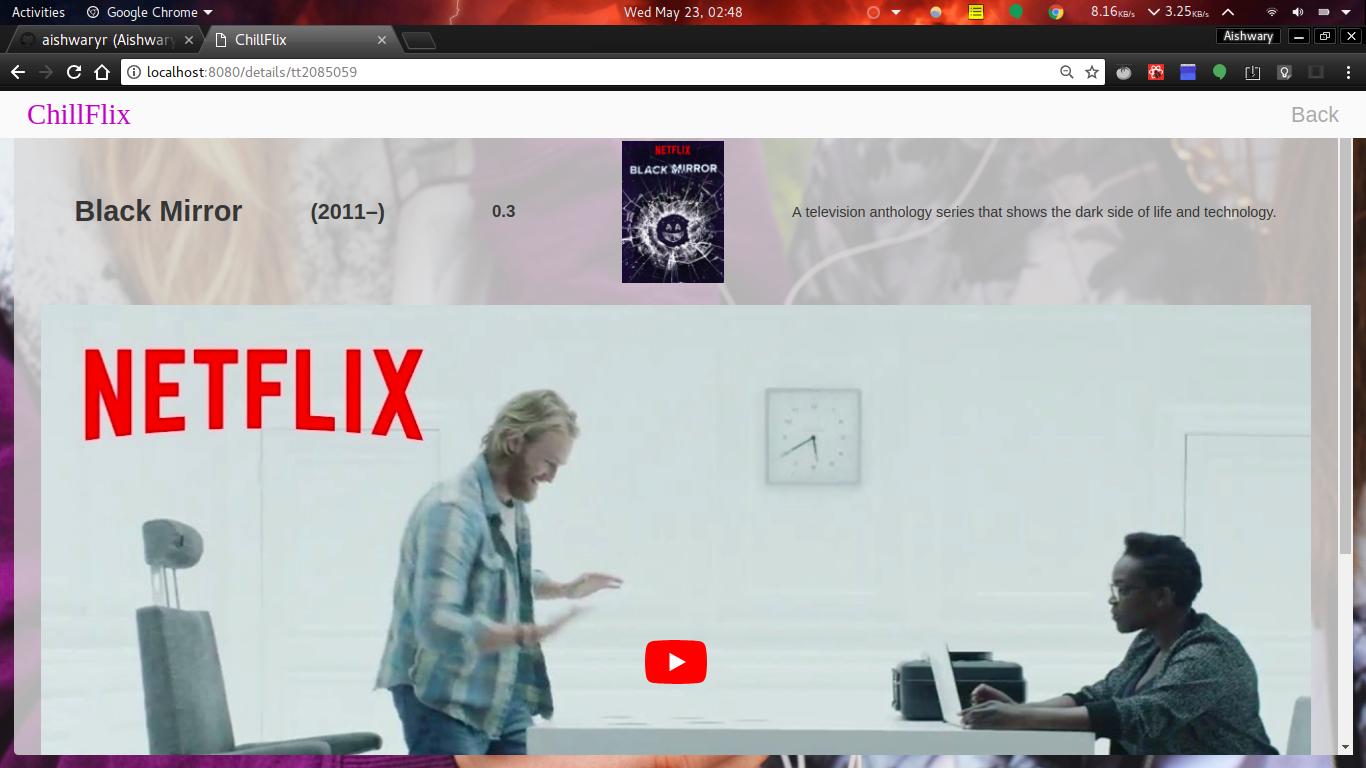 Activities Google Chrome Wed May 23, 02:48 8.16KB/s 3.25KB/s
aishwaryr (Aishwary ChillFlix Aishwary
localhost:8080/details/tt2085059
ChillFlix Back
NETFLIX
BLACK MIRROR
Black Mirror (2011–) 0.3 A television anthology series that shows the dark side of life and technology.
NETFLIX